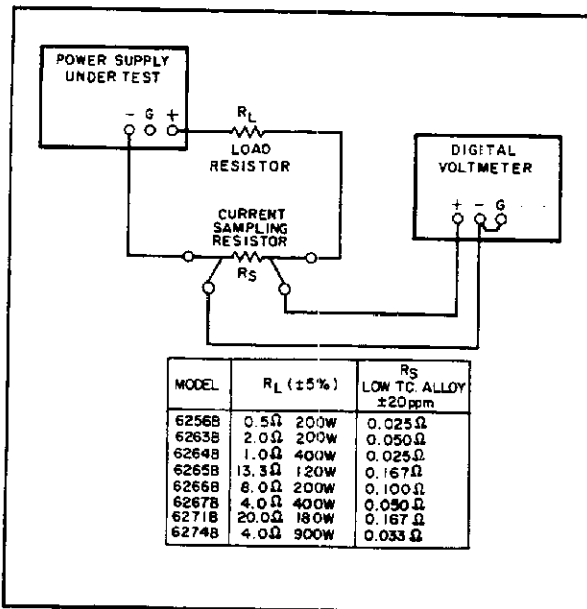 POWER SUPPLY
UNDER TEST
- G +
RL
LOAD
RESISTOR
DIGITAL
VOLTMETER
+ - G
CURRENT
SAMPLING
RESISTOR
RS
MODEL RL (±5%) RS LOW TC. ALLOY ±20ppm
6256B 0.5Ω 200W 0.025Ω
6263B 2.0Ω 200W 0.050Ω
6264B 1.0Ω 400W 0.025Ω
6265B 13.3Ω 120W 0.167Ω
6266B 8.0Ω 200W 0.100Ω
6267B 4.0Ω 400W 0.050Ω
6271B 20.0Ω 180W 0.167Ω
6274B 4.0Ω 900W 0.033Ω